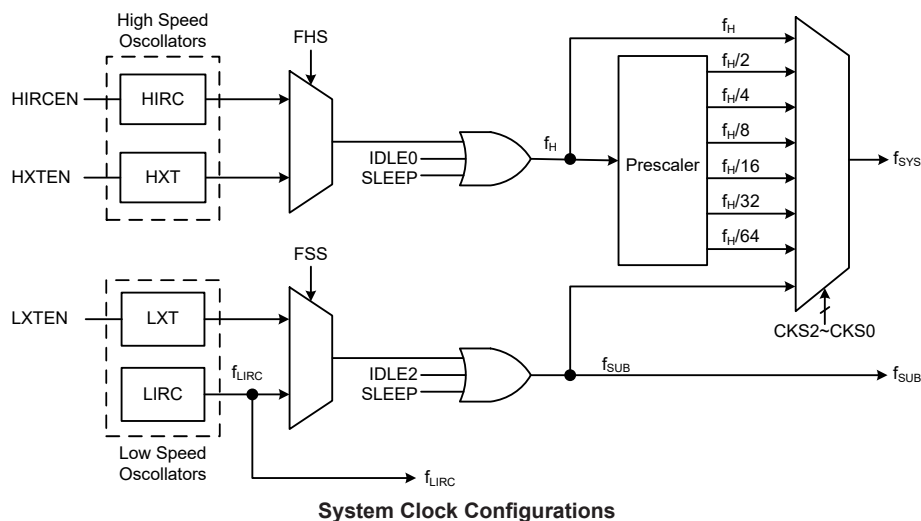 High Speed
Oscollators
FHS
HIRCEN
HIRC
HXTEN
HXT
IDLE0
SLEEP
fH
fH
Prescaler
fH/2
fH/4
fH/8
fH/16
fH/32
fH/64
fSYS
CKS2~CKS0
FSS
LXTEN
LXT
LIRC
fLIRC
IDLE2
SLEEP
fSUB
fSUB
Low Speed
Oscollators
fLIRC
System Clock Configurations